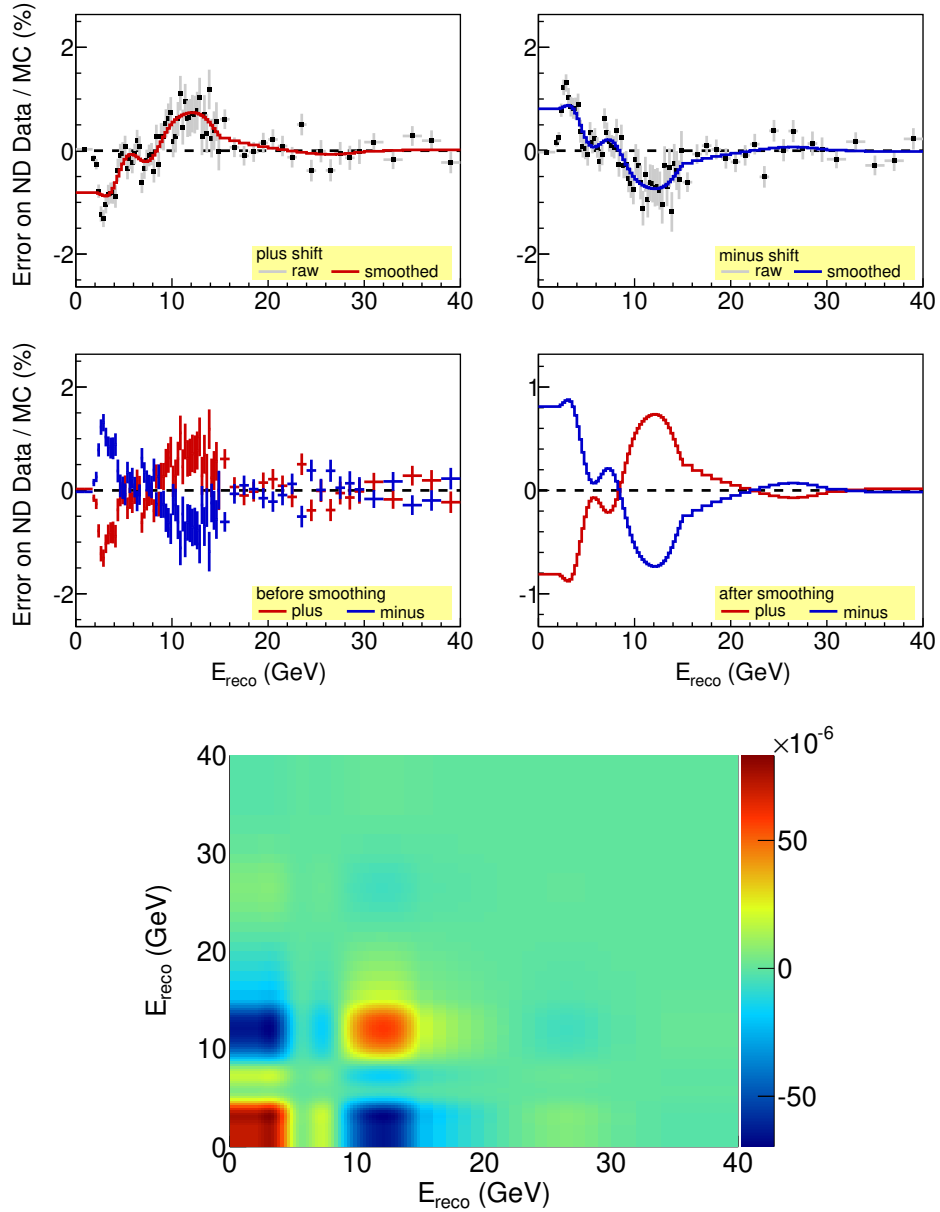 Error on ND Data / MC (%)
2
0
-2
plus shift
raw smoothed
0 10 20 30 40
2
0
-2
minus shift
raw smoothed
0 10 20 30 40
Error on ND Data / MC (%)
2
0
-2
before smoothing
plus minus
0 10 20 30 40
E_reco (GeV)
1
0
-1
after smoothing
plus minus
0 10 20 30 40
E_reco (GeV)
×10⁻⁶
40
30
20
10
0
E_reco (GeV)
0 10 20 30 40
E_reco (GeV)
50
0
-50